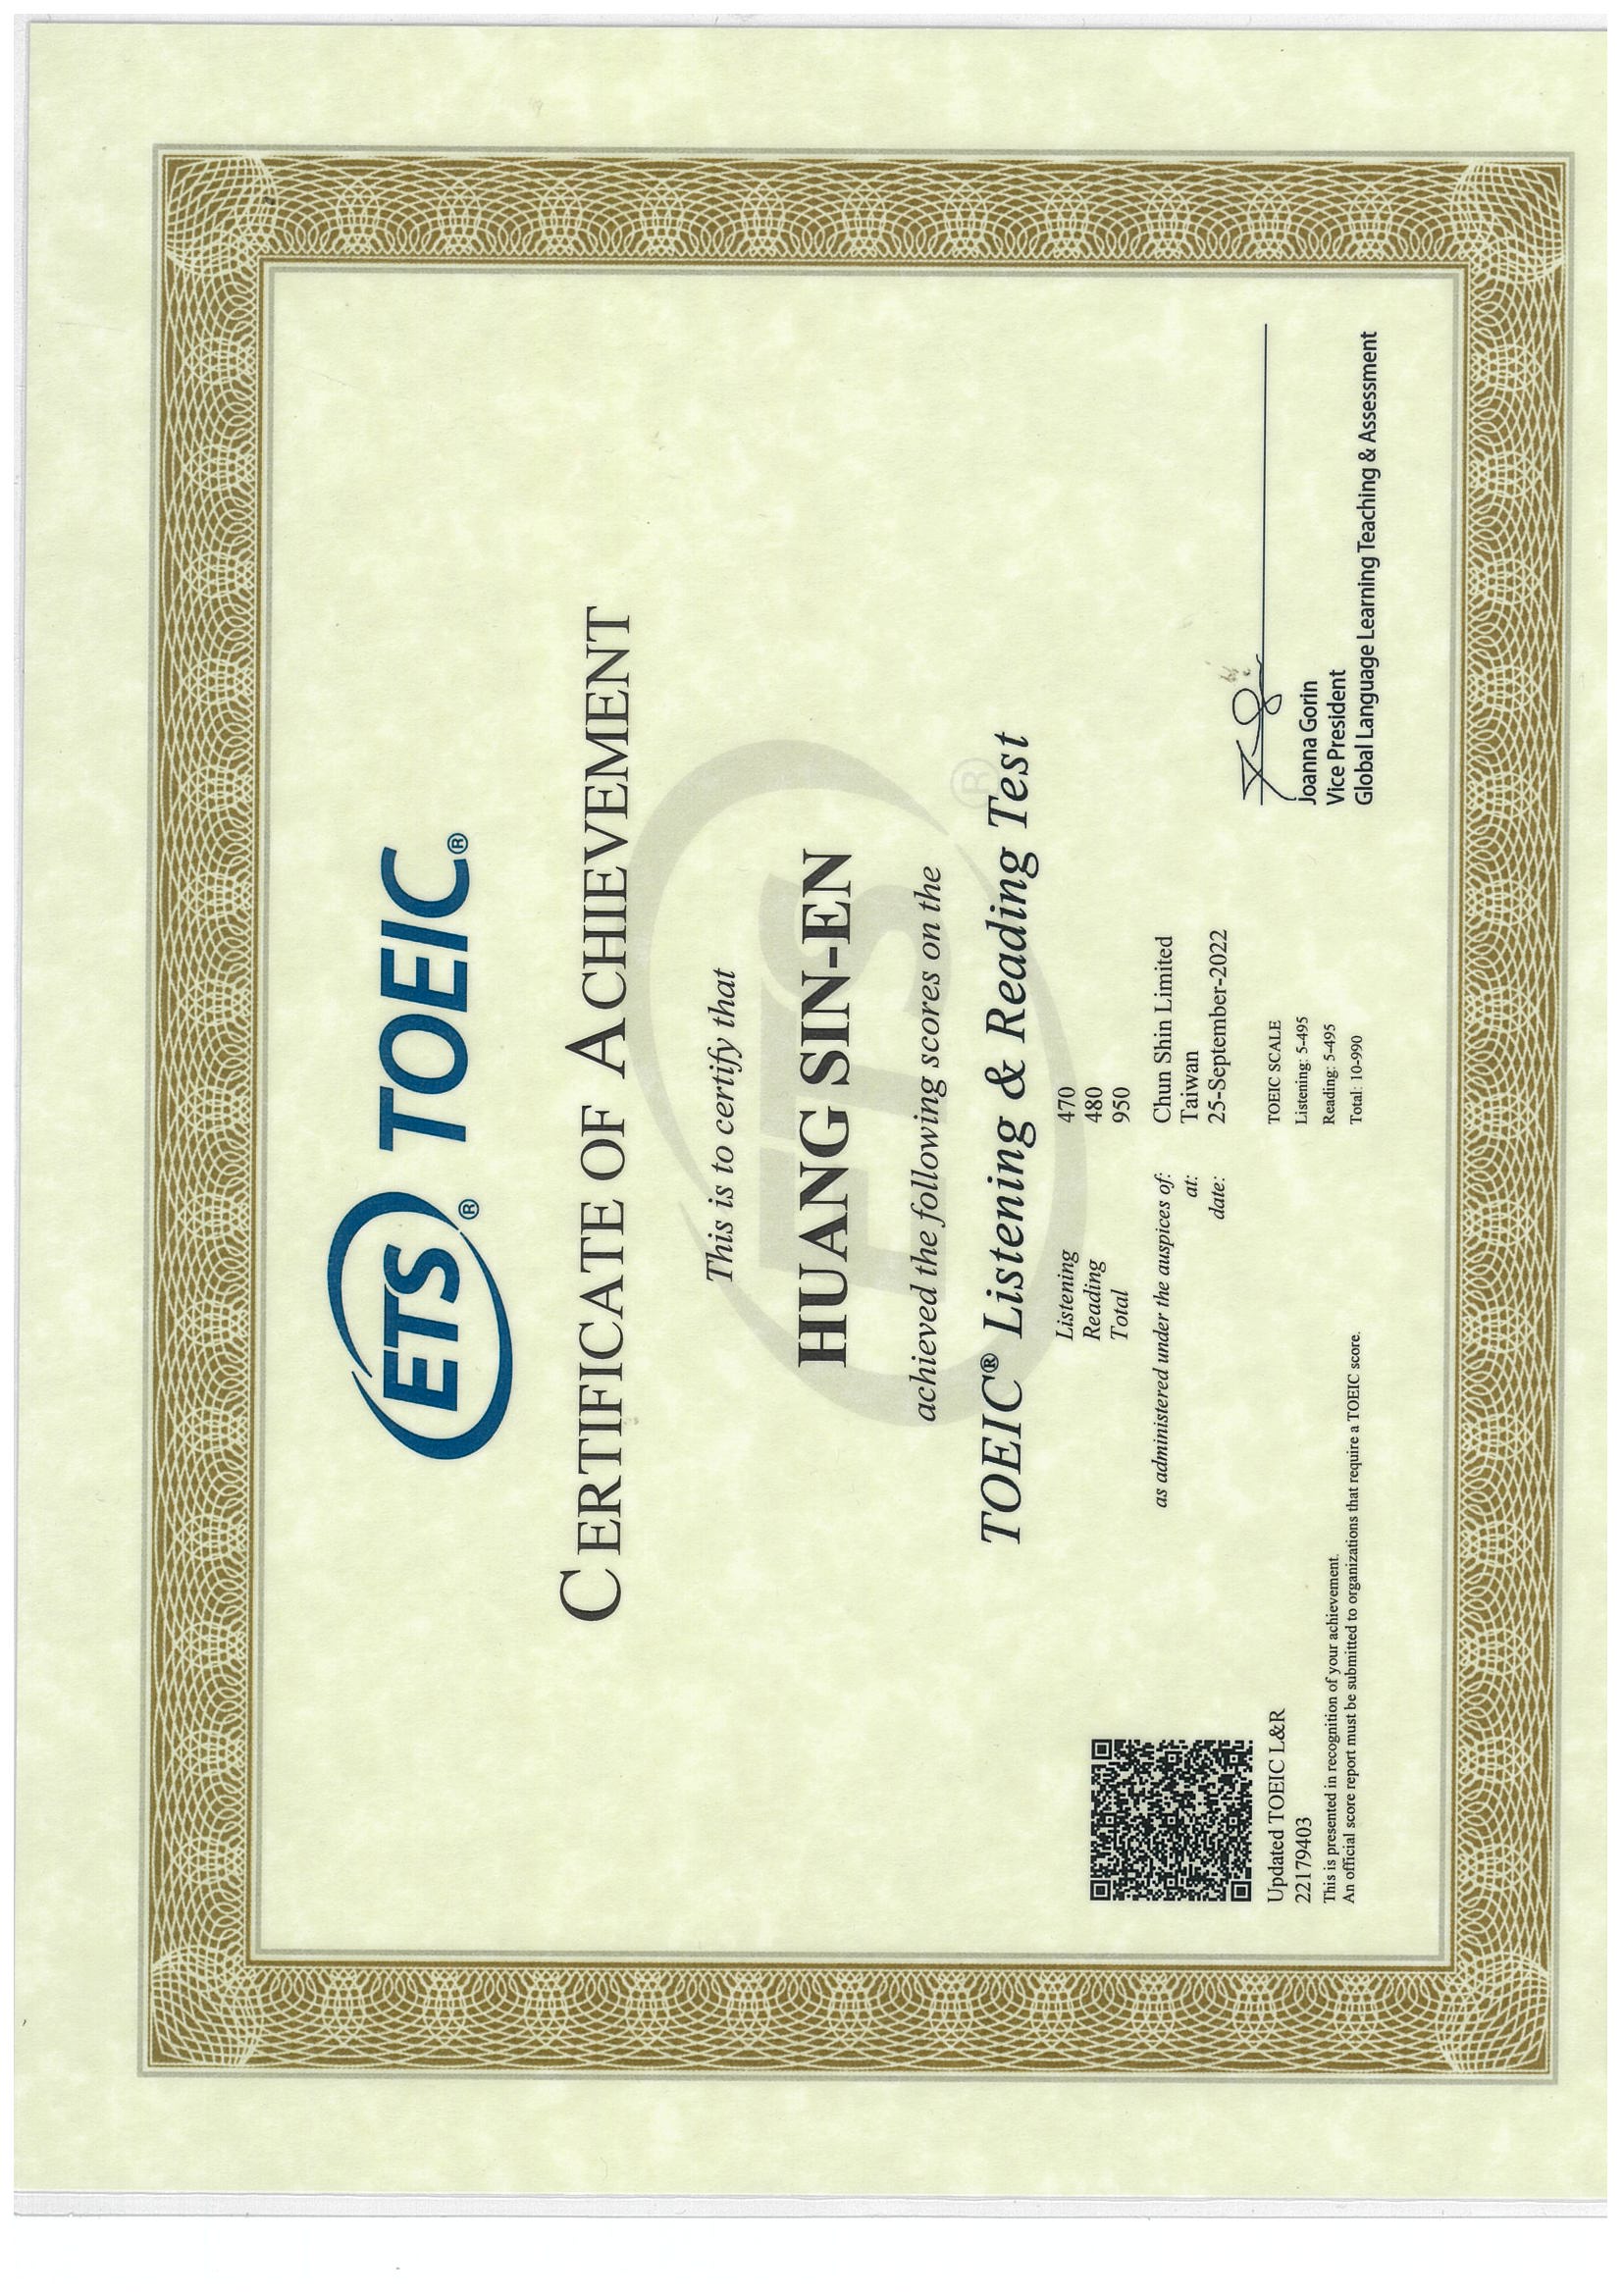 ETS® TOEIC®
CERTIFICATE OF ACHIEVEMENT
This is to certify that
HUANG SIN-EN
achieved the following scores on the
TOEIC® Listening & Reading Test
Listening 470
Reading 480
Total 950
as administered under the auspices of: Chun Shin Limited
at: Taiwan
date: 25-September-2022
Updated TOEIC L&R
22179403
This is presented in recognition of your achievement.
An official score report must be submitted to organizations that require a TOEIC score.
TOEIC SCALE
Listening: 5-495
Reading: 5-495
Total: 10-990
Joanna Gorin
Vice President
Global Language Learning Teaching & Assessment
ETS®